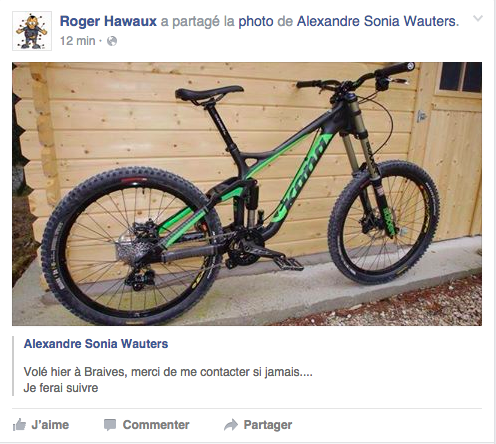 Roger Hawaux a partagé la photo de Alexandre Sonia Wauters.
12 min ·
KONA
Alexandre Sonia Wauters
Volé hier à Braives, merci de me contacter si jamais....
Je ferai suivre
J'aime
Commenter
Partager